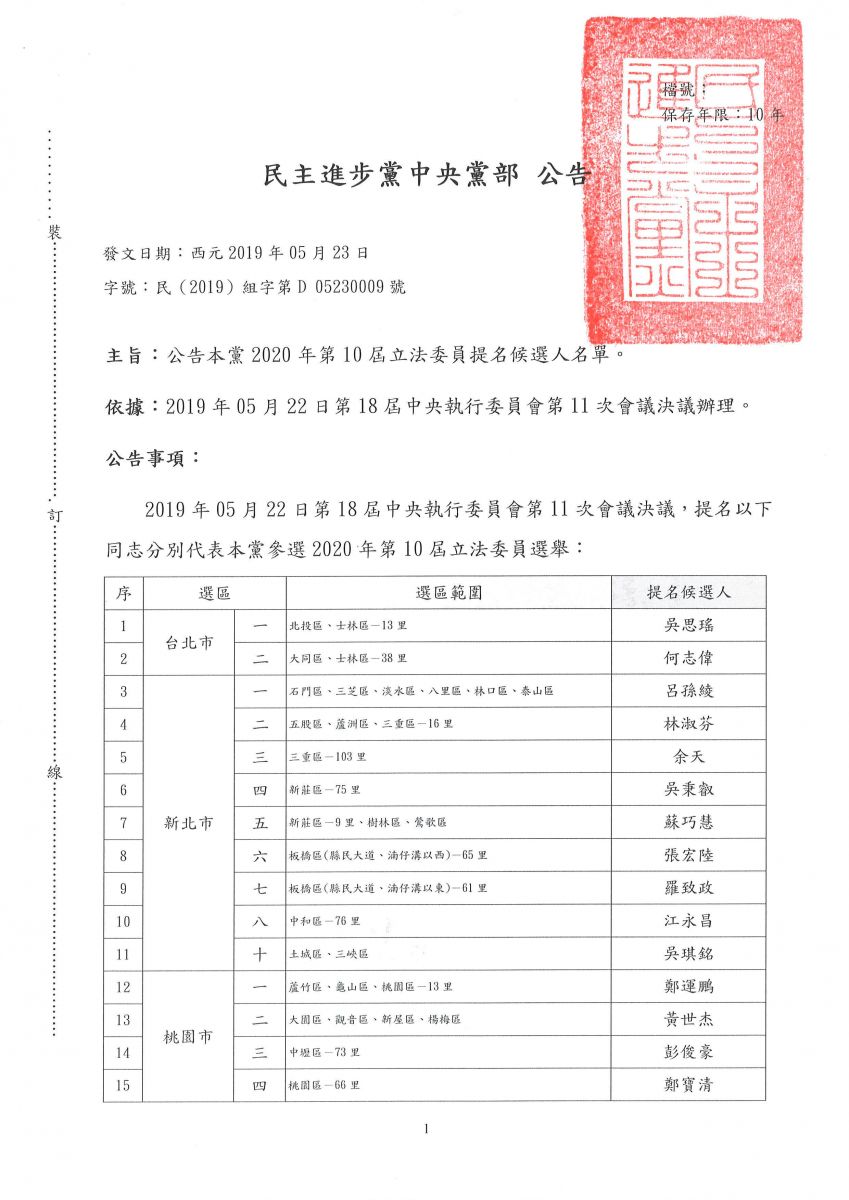 檔號：
保存年限：10 年
民主進步黨中央黨部 公告
發文日期：西元 2019 年 05 月 23 日
字號：民（2019）組字第 D 05230009 號
主旨：公告本黨 2020 年第 10 屆立法委員提名候選人名單。
依據：2019 年 05 月 22 日第 18 屆中央執行委員會第 11 次會議決議辦理。
公告事項：
2019 年 05 月 22 日第 18 屆中央執行委員會第 11 次會議決議，提名以下
同志分別代表本黨參選 2020 年第 10 屆立法委員選舉：
序 選區 選區範圍 提名候選人
1 台北市 一 北投區、士林區－13 里 吳思瑤
2 二 大同區、士林區－38 里 何志偉
3 新北市 一 石門區、三芝區、淡水區、八里區、林口區、泰山區 呂孫綾
4 二 五股區、蘆洲區、三重區－16 里 林淑芬
5 三 三重區－103 里 余天
6 四 新莊區－75 里 吳秉叡
7 五 新莊區－9 里、樹林區、鶯歌區 蘇巧慧
8 六 板橋區(縣民大道、湳仔溝以西)－65 里 張宏陸
9 七 板橋區(縣民大道、湳仔溝以東)－61 里 羅致政
10 八 中和區－76 里 江永昌
11 十 土城區、三峽區 吳琪銘
12 桃園市 一 蘆竹區、龜山區、桃園區－13 里 鄭運鵬
13 二 大園區、觀音區、新屋區、楊梅區 黃世杰
14 三 中壢區－73 里 彭俊豪
15 四 桃園區－66 里 鄭寶清
裝
訂
線
1